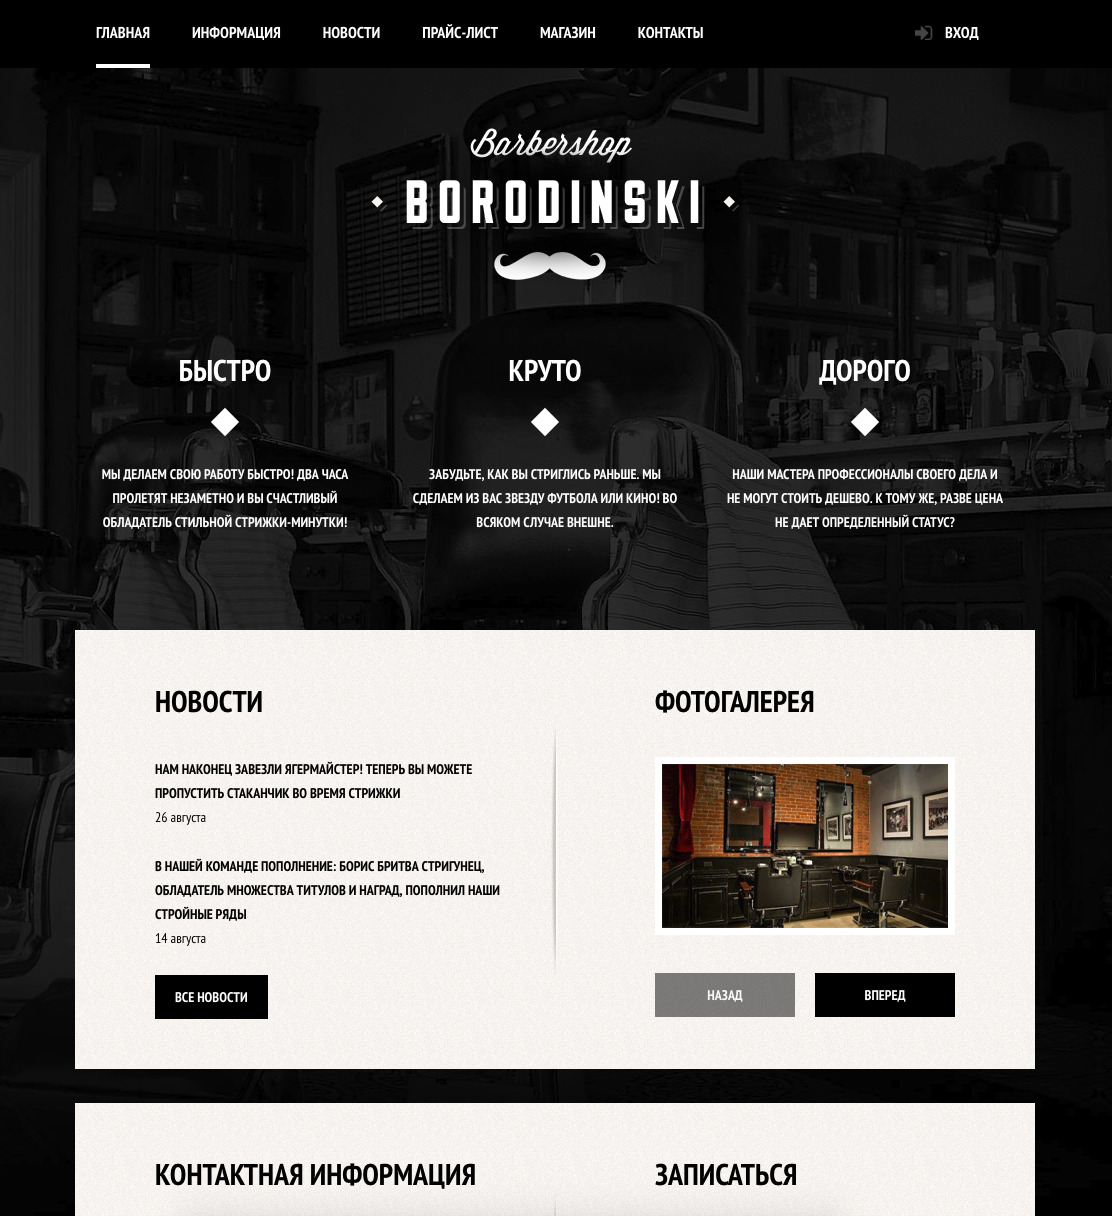 ГЛАВНАЯ ИНФОРМАЦИЯ НОВОСТИ ПРАЙС-ЛИСТ МАГАЗИН КОНТАКТЫ ВХОД
Barbershop
BORODINSKI
БЫСТРО
МЫ ДЕЛАЕМ СВОЮ РАБОТУ БЫСТРО! ДВА ЧАСА
ПРОЛЕТЯТ НЕЗАМЕТНО И ВЫ СЧАСТЛИВЫЙ
ОБЛАДАТЕЛЬ СТИЛЬНОЙ СТРИЖКИ-МИНУТКИ!
КРУТО
ЗАБУДЬТЕ, КАК ВЫ СТРИГЛИСЬ РАНЬШЕ. МЫ
СДЕЛАЕМ ИЗ ВАС ЗВЕЗДУ ФУТБОЛА ИЛИ КИНО! ВО
ВСЯКОМ СЛУЧАЕ ВНЕШНЕ.
ДОРОГО
НАШИ МАСТЕРА ПРОФЕССИОНАЛЫ СВОЕГО ДЕЛА И
НЕ МОГУТ СТОИТЬ ДЕШЕВО. К ТОМУ ЖЕ, РАЗВЕ ЦЕНА
НЕ ДАЕТ ОПРЕДЕЛЕННЫЙ СТАТУС?
НОВОСТИ
НАМ НАКОНЕЦ ЗАВЕЗЛИ ЯГЕРМАЙСТЕР! ТЕПЕРЬ ВЫ МОЖЕТЕ
ПРОПУСТИТЬ СТАКАНЧИК ВО ВРЕМЯ СТРИЖКИ
26 августа
В НАШЕЙ КОМАНДЕ ПОПОЛНЕНИЕ: БОРИС БРИТВА СТРИГУНЕЦ,
ОБЛАДАТЕЛЬ МНОЖЕСТВА ТИТУЛОВ И НАГРАД, ПОПОЛНИЛ НАШИ
СТРОЙНЫЕ РЯДЫ
14 августа
ВСЕ НОВОСТИ
ФОТОГАЛЕРЕЯ
НАЗАД ВПЕРЕД
КОНТАКТНАЯ ИНФОРМАЦИЯ
ЗАПИСАТЬСЯ